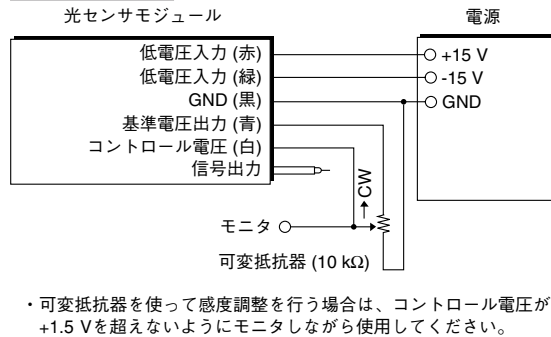 光センサモジュール
電源
低電圧入力 (赤)
+15 V
低電圧入力 (緑)
-15 V
GND (黒)
GND
基準電圧出力 (青)
コントロール電圧 (白)
信号出力
CW
モニタ
可変抵抗器 (10 kΩ)
・可変抵抗器を使って感度調整を行う場合は、コントロール電圧が
+1.5 Vを超えないようにモニタしながら使用してください。